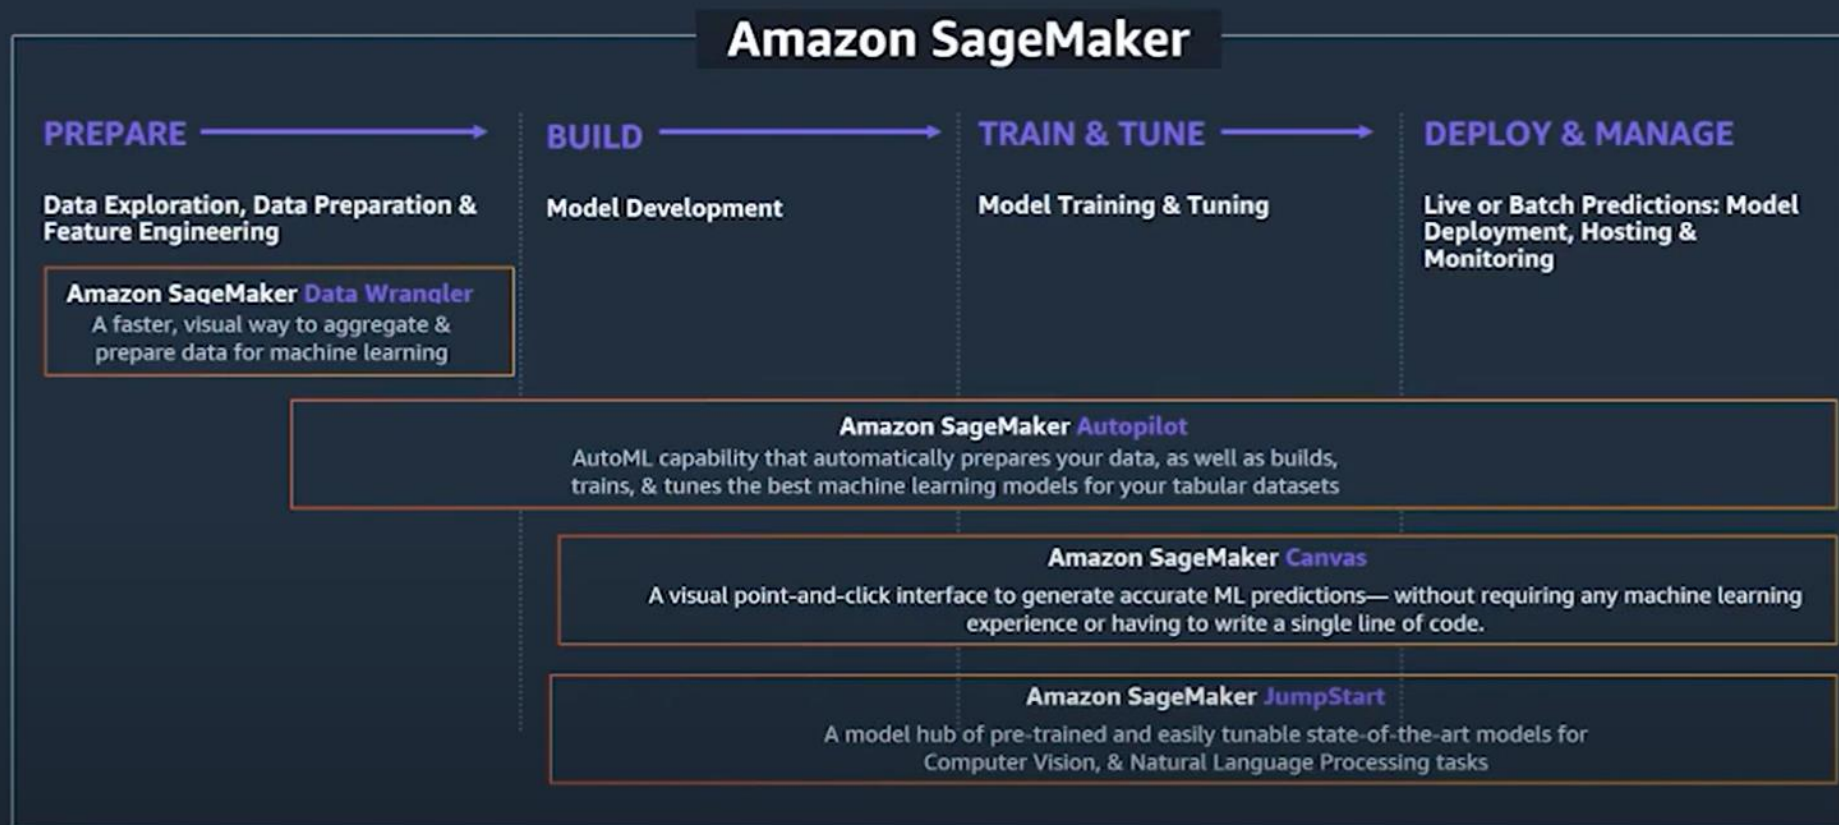 Amazon SageMaker
PREPARE
BUILD
TRAIN & TUNE
DEPLOY & MANAGE
Data Exploration, Data Preparation &
Feature Engineering
Model Development
Model Training & Tuning
Live or Batch Predictions: Model
Deployment, Hosting &
Monitoring
Amazon SageMaker Data Wrangler
A faster, visual way to aggregate &
prepare data for machine learning
Amazon SageMaker Autopilot
AutoML capability that automatically prepares your data, as well as builds,
trains, & tunes the best machine learning models for your tabular datasets
Amazon SageMaker Canvas
A visual point-and-click interface to generate accurate ML predictions— without requiring any machine learning
experience or having to write a single line of code.
Amazon SageMaker JumpStart
A model hub of pre-trained and easily tunable state-of-the-art models for
Computer Vision, & Natural Language Processing tasks